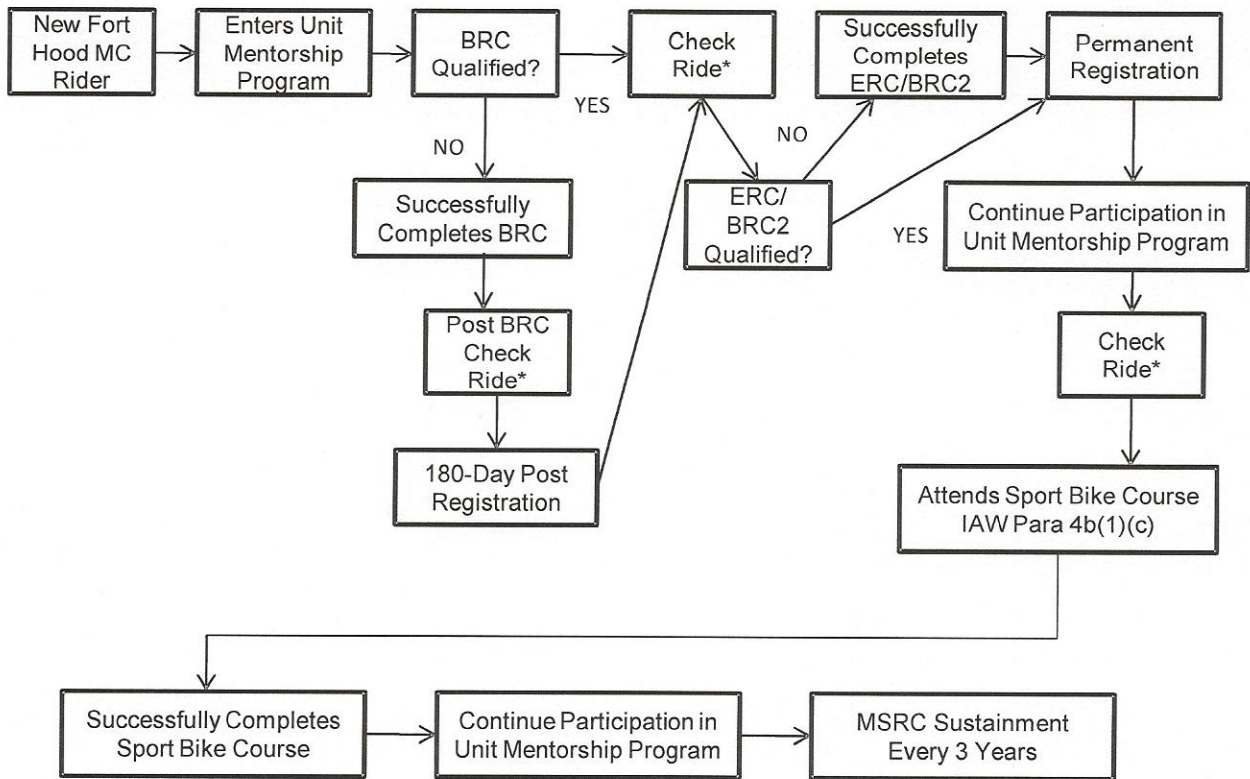 New Fort
Hood MC
Rider
Enters Unit
Mentorship
Program
BRC
Qualified?
YES
Check
Ride*
NO
Successfully
Completes
ERC/BRC2
Permanent
Registration
NO
Successfully
Completes BRC
ERC/
BRC2
Qualified?
YES
Continue Participation in
Unit Mentorship Program
Post BRC
Check
Ride*
Check
Ride*
180-Day Post
Registration
Attends Sport Bike Course
IAW Para 4b(1)(c)
Successfully Completes
Sport Bike Course
Continue Participation in
Unit Mentorship Program
MSRC Sustainment
Every 3 Years